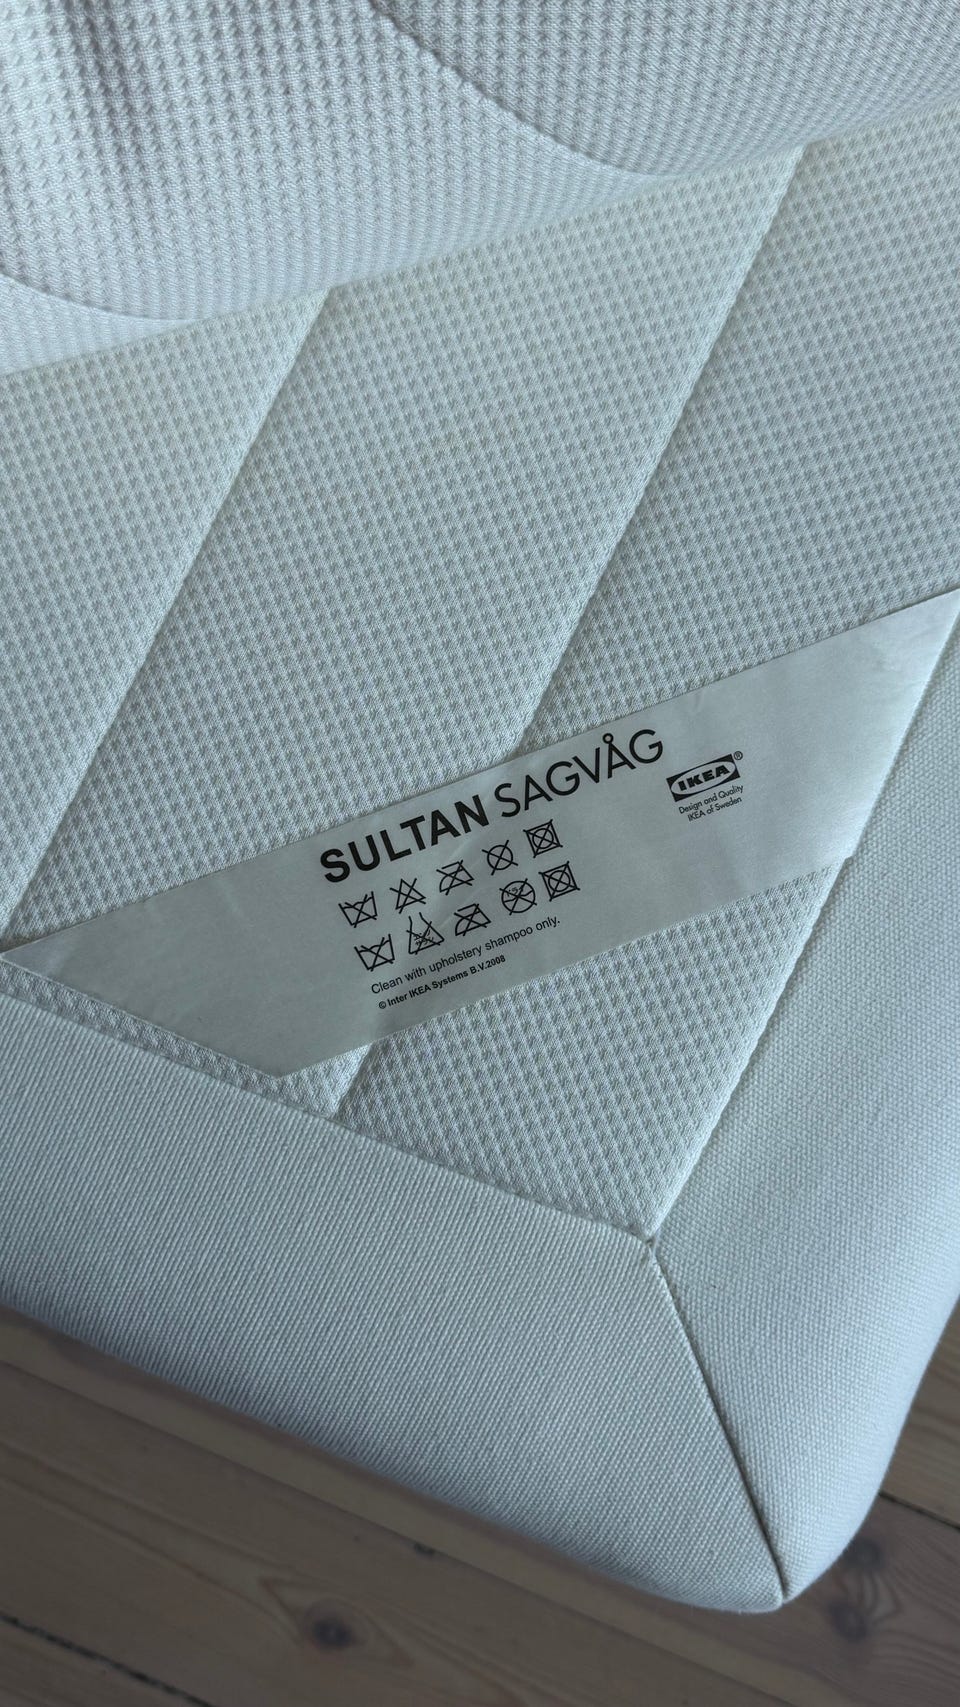 SULTAN SAGVÅG
IKEA®
Design and Quality
IKEA of Sweden
Clean with upholstery shampoo only.
© Inter IKEA Systems B.V.2008